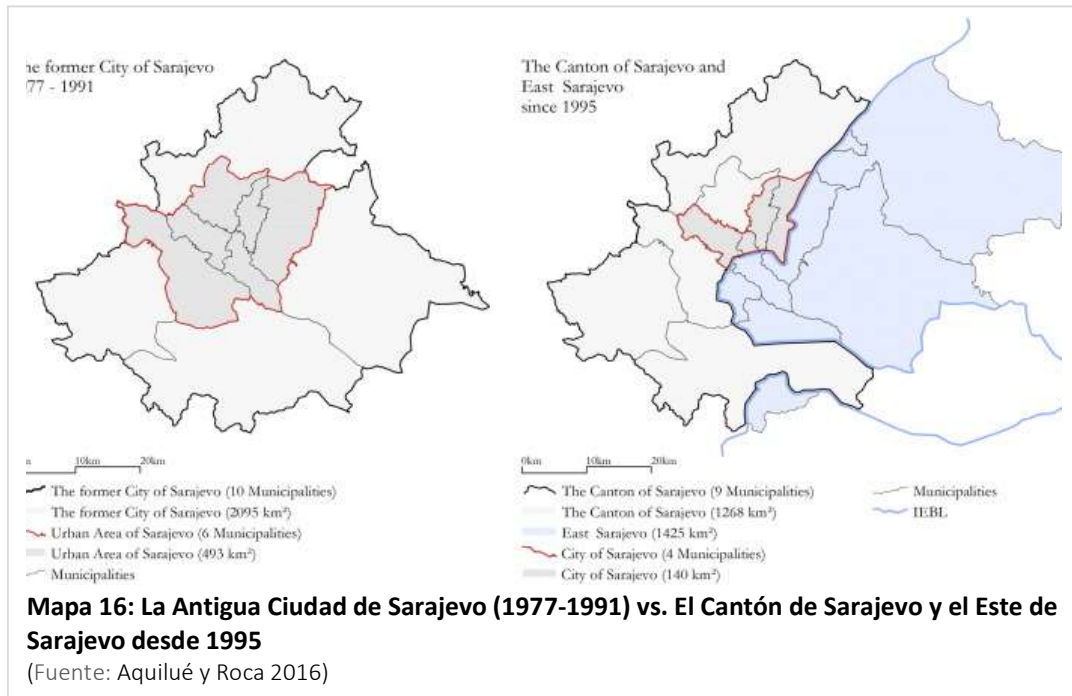 he former City of Sarajevo
77 - 1991
10km 20km
The former City of Sarajevo (10 Municipalities)
The former City of Sarajevo (2095 km²)
Urban Area of Sarajevo (6 Municipalities)
Urban Area of Sarajevo (493 km²)
Municipalities
The Canton of Sarajevo and
East Sarajevo
since 1995
0km 10km 20km
The Canton of Sarajevo (9 Municipalities)
The Canton of Sarajevo (1268 km²)
East Sarajevo (1425 km²)
City of Sarajevo (4 Municipalities)
City of Sarajevo (140 km²)
Municipalities
IEBL
Mapa 16: La Antigua Ciudad de Sarajevo (1977-1991) vs. El Cantón de Sarajevo y el Este de
Sarajevo desde 1995
(Fuente: Aquilué y Roca 2016)